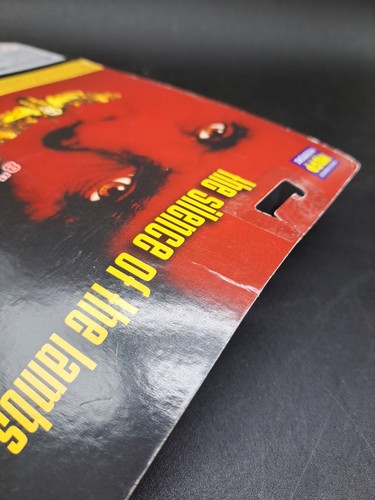 the silence of the lambs